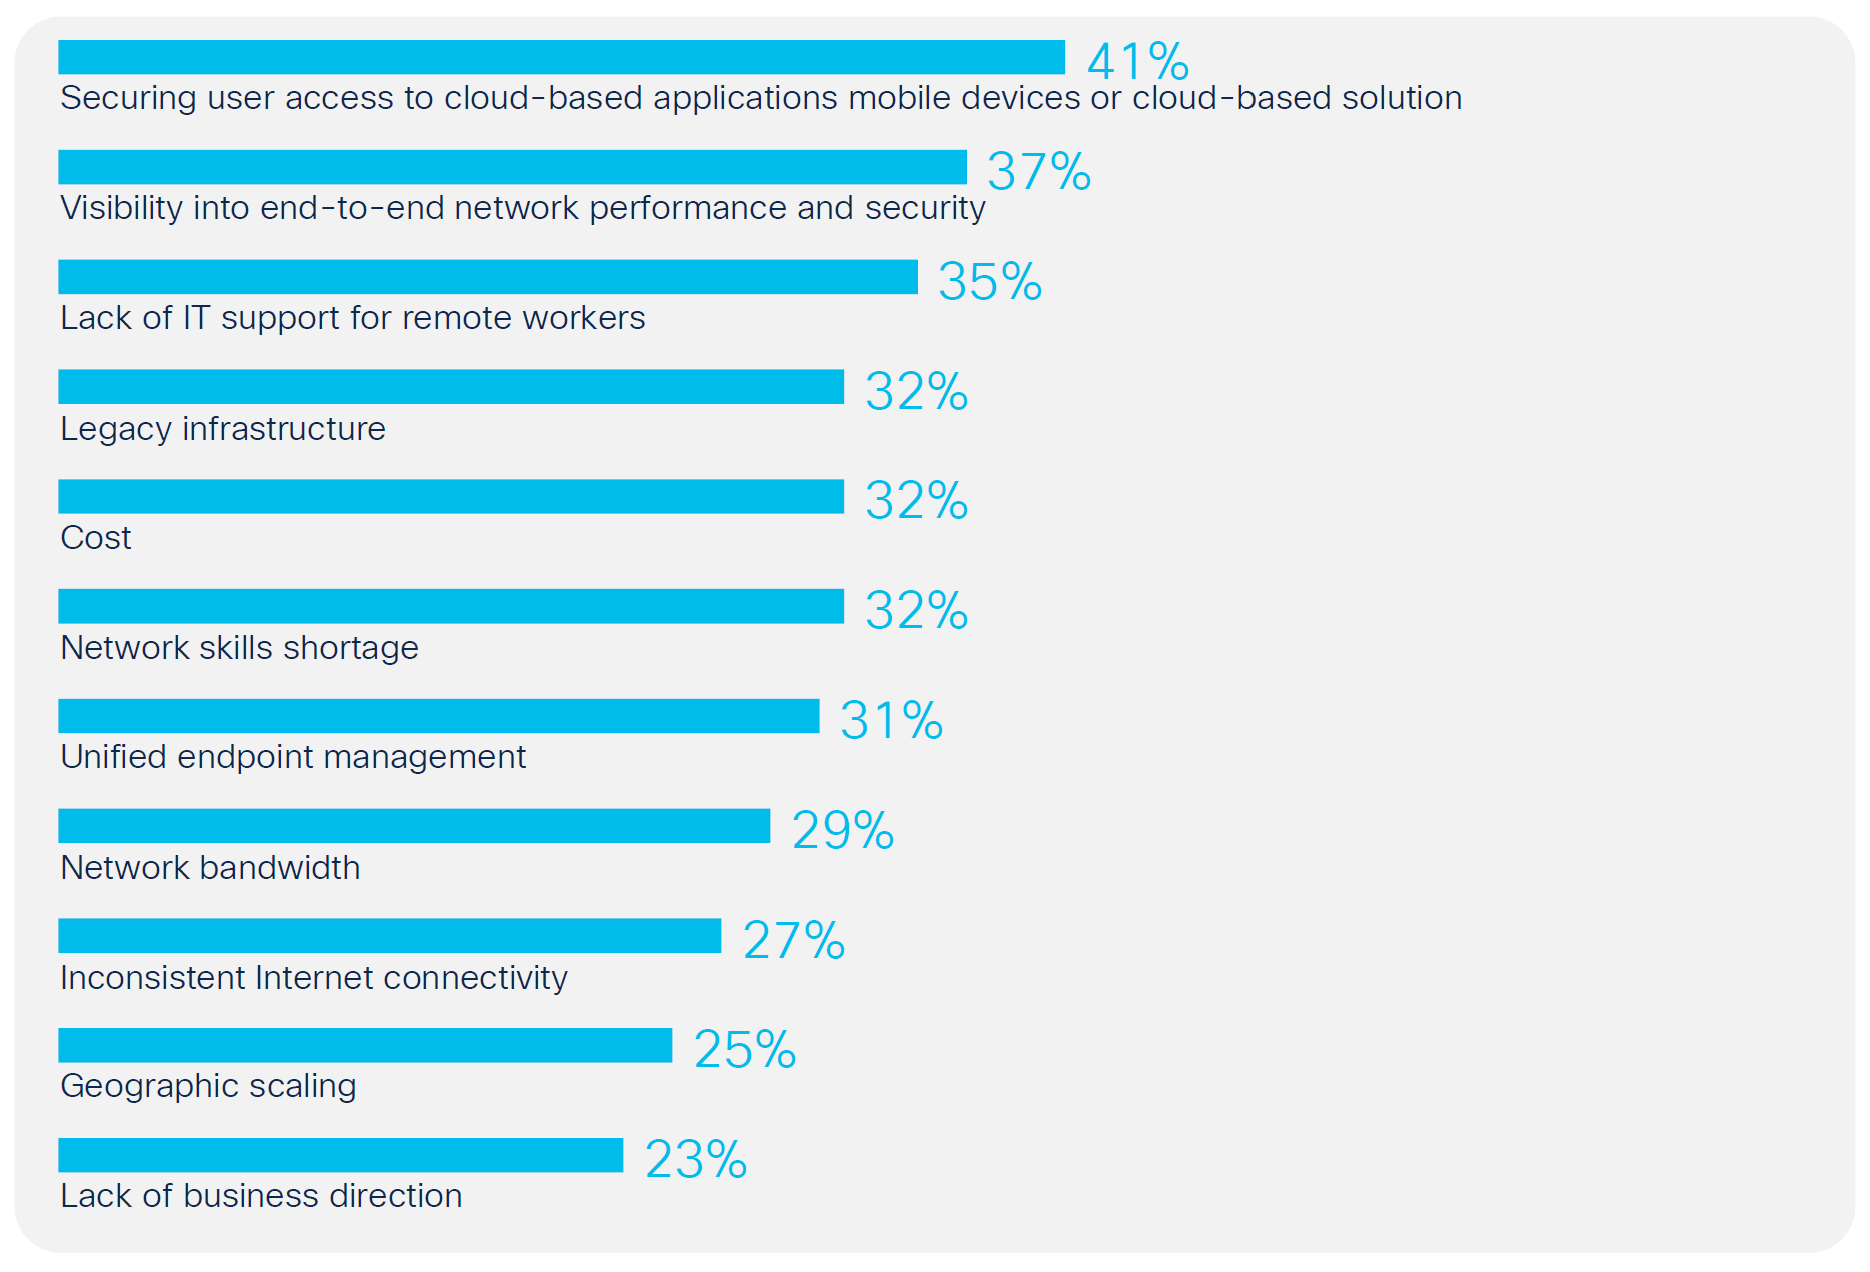 41%
Securing user access to cloud-based applications mobile devices or cloud-based solution
37%
Visibility into end-to-end network performance and security
35%
Lack of IT support for remote workers
32%
Legacy infrastructure
32%
Cost
32%
Network skills shortage
31%
Unified endpoint management
29%
Network bandwidth
27%
Inconsistent Internet connectivity
25%
Geographic scaling
23%
Lack of business direction